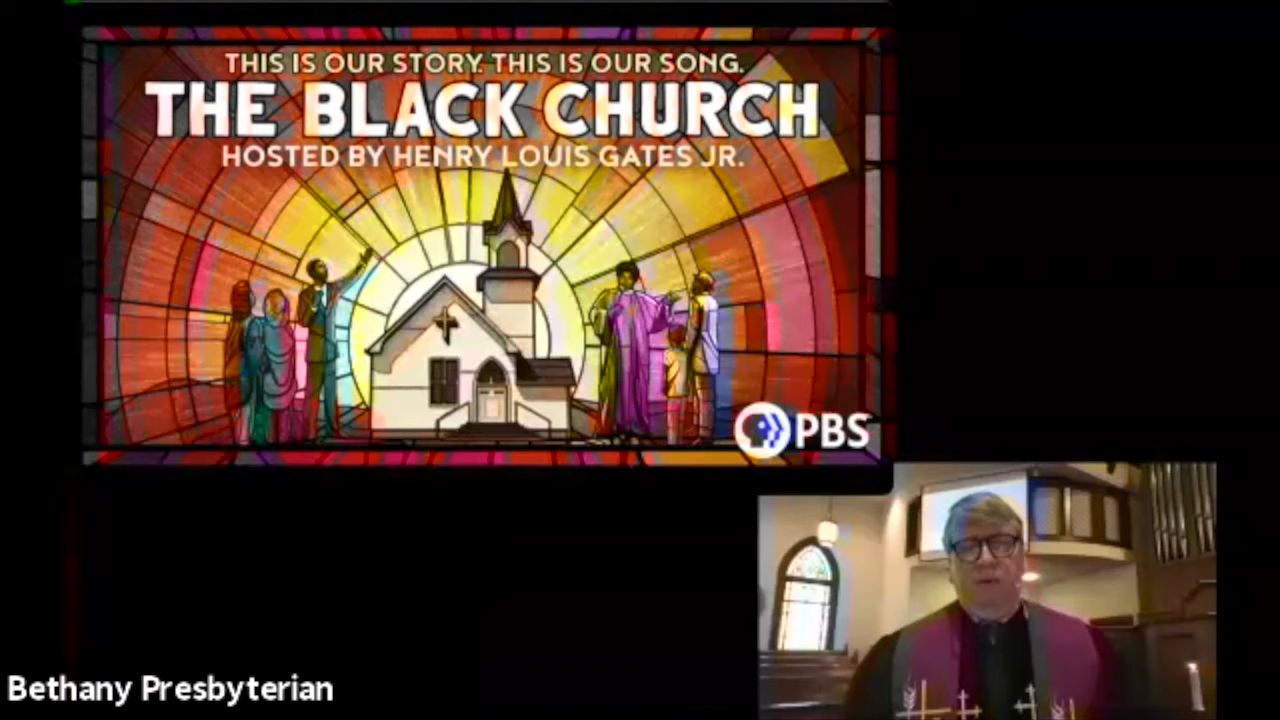 THIS IS OUR STORY. THIS IS OUR SONG.
THE BLACK CHURCH
HOSTED BY HENRY LOUIS GATES JR.
PBS
Bethany Presbyterian